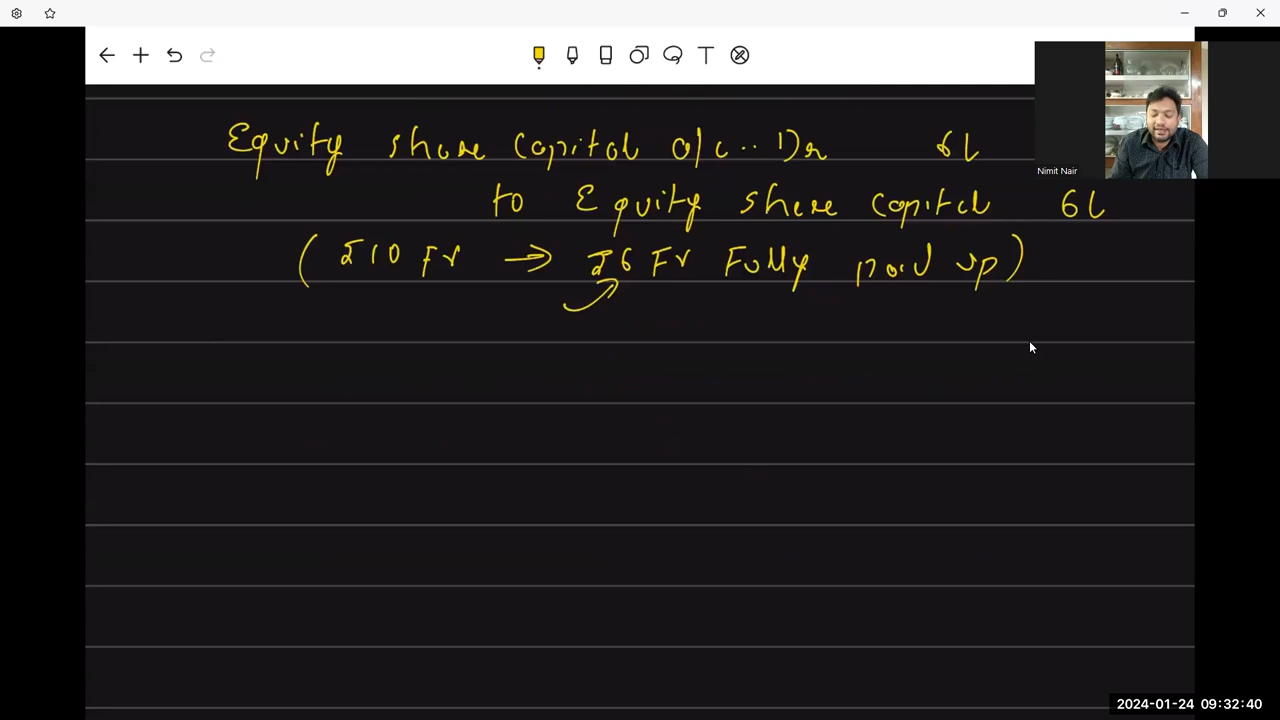 Equity share capital a/c .. Dr 6L
Nimit Nair
to Equity share capital 6L
(₹10 FV → ₹6 FV Fully paid up)
2024-01-24 09:32:40